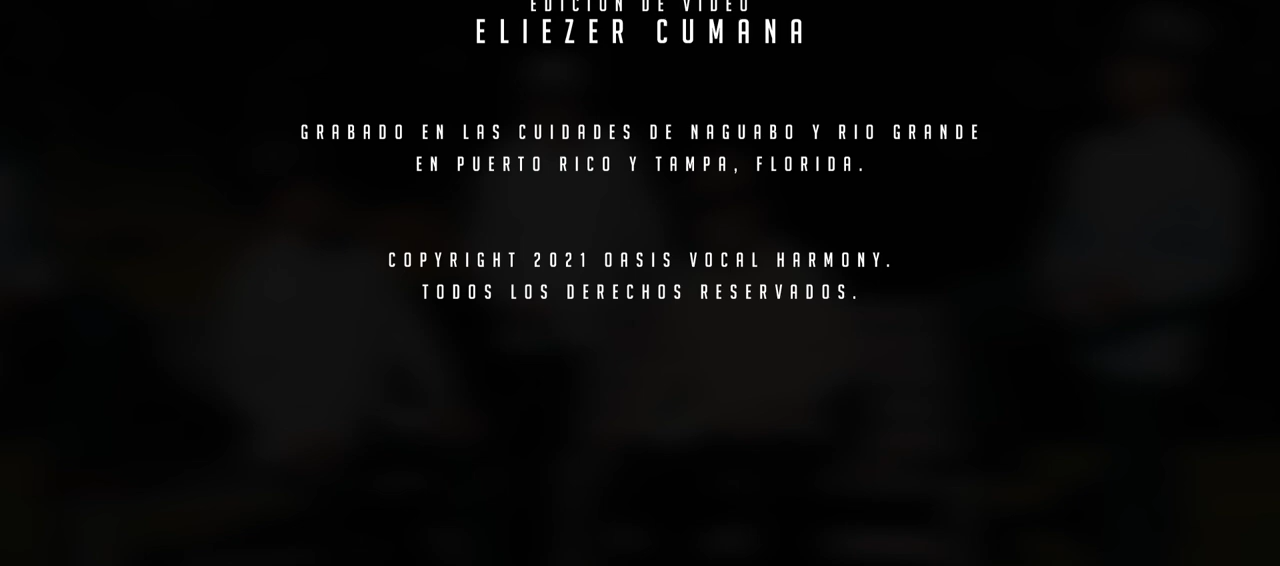 EDICION DE VIDEO
ELIEZER CUMANA
GRABADO EN LAS CUIDADES DE NAGUABO Y RIO GRANDE
EN PUERTO RICO Y TAMPA, FLORIDA.
COPYRIGHT 2021 OASIS VOCAL HARMONY.
TODOS LOS DERECHOS RESERVADOS.